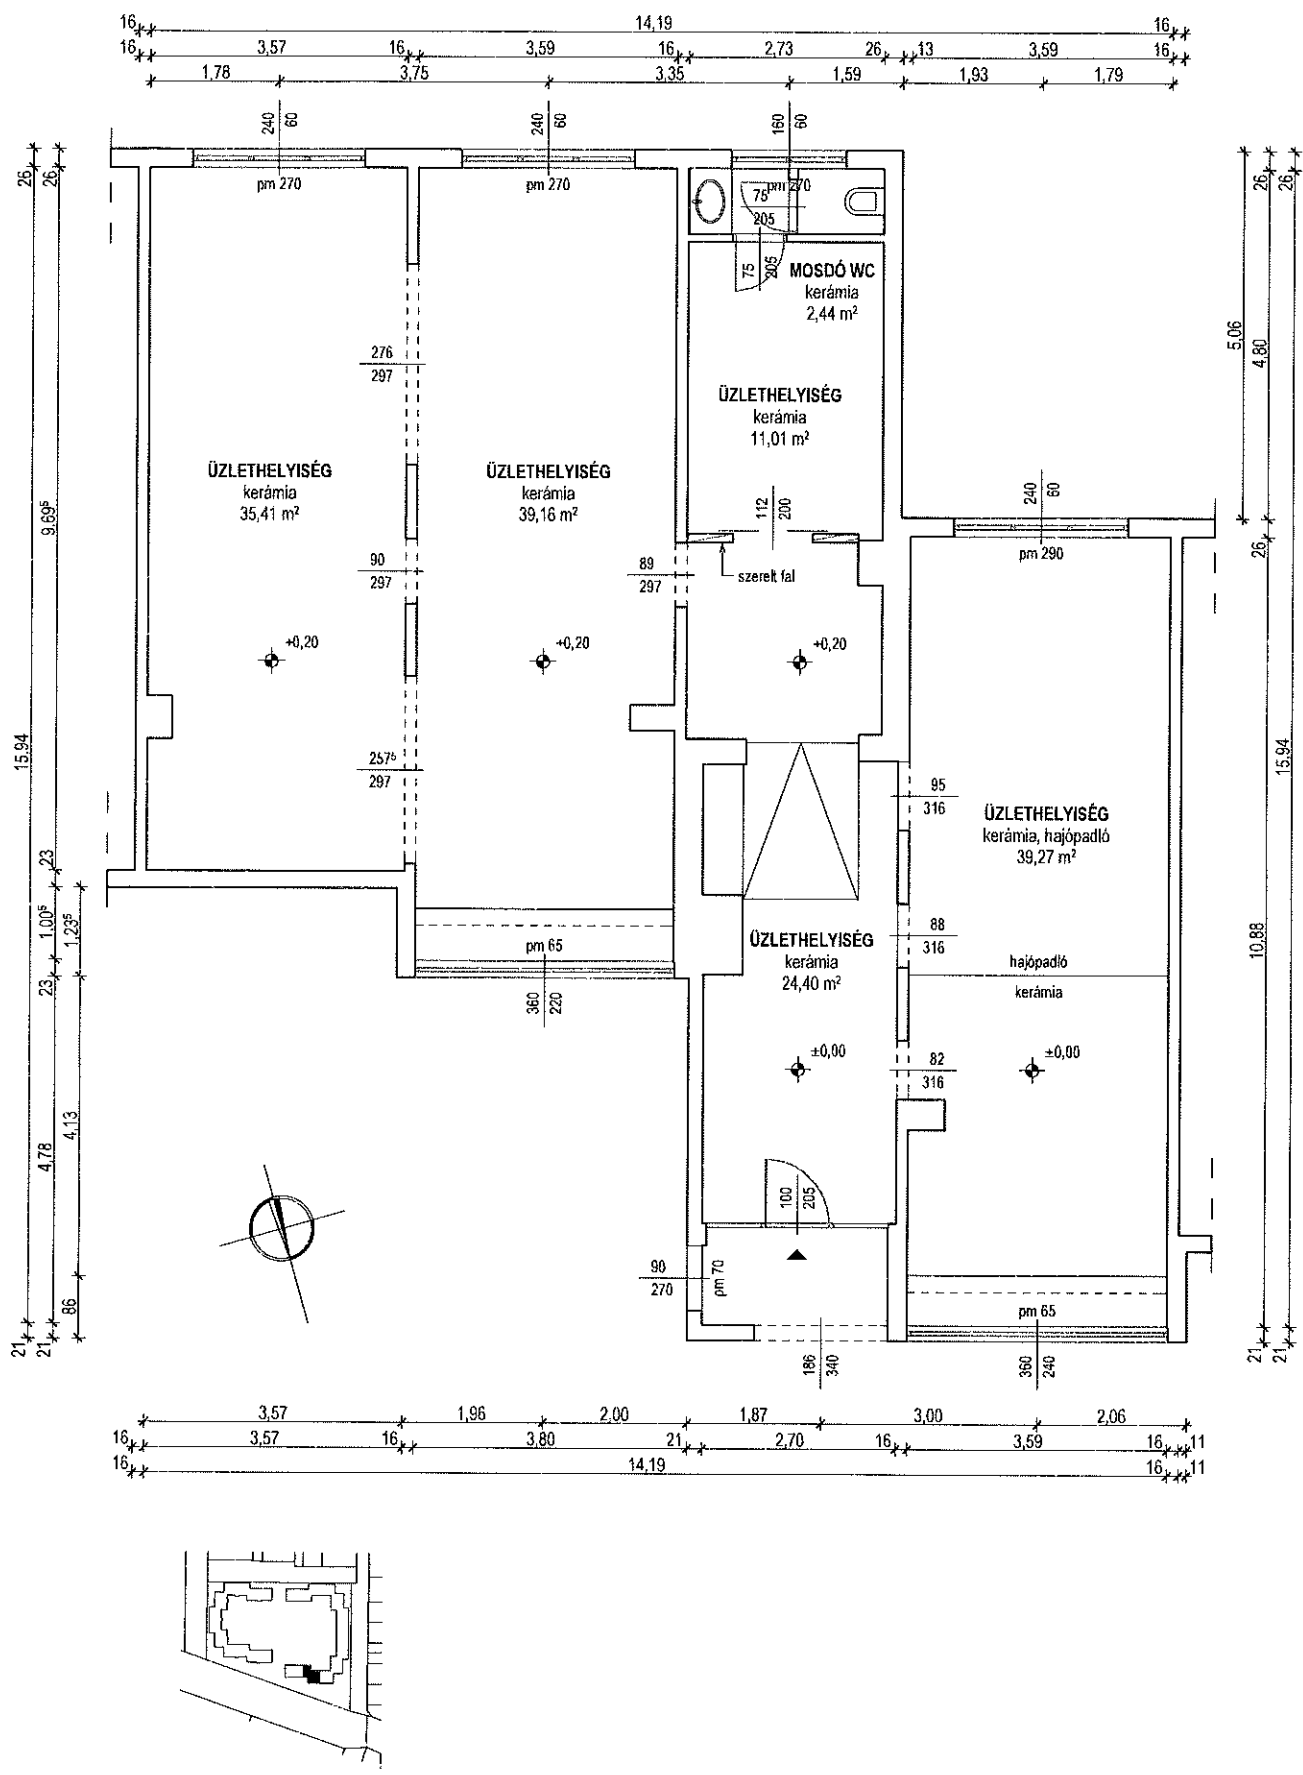 16 14,19 16
16 3,57 16 3,59 16 2,73 26 13 3,59 16
1,78 3,75 3,35 1,59 1,93 1,79
240 60
240 60
160 60
pm 270
pm 270
pm 270
75
205
75 205
MOSDÓ WC
kerámia
2,44 m²
276
297
ÜZLETHELYISÉG
kerámia
11,01 m²
ÜZLETHELYISÉG
kerámia
35,41 m²
ÜZLETHELYISÉG
kerámia
39,16 m²
112 200
240 60
pm 290
90
297
89
297
szerelt fal
+0,20
+0,20
+0,20
257⁵
297
95
316
ÜZLETHELYISÉG
kerámia, hajópadló
39,27 m²
88
316
ÜZLETHELYISÉG
kerámia
24,40 m²
pm 65
360 220
hajópadló
kerámia
±0,00
±0,00
82
316
100 205
90
270
pm 70
pm 65
186 340
360 240
26 15,94 21
26 9,69⁵ 23 1,00⁵ 23 4,78 21
1,23⁵ 4,13 86
5,06
26 4,80 26 10,88 21
26 15,94 21
3,57 1,96 2,00 1,87 3,00 2,06
16 3,57 16 3,80 21 2,70 16 3,59 16 11
16 14,19 16 11